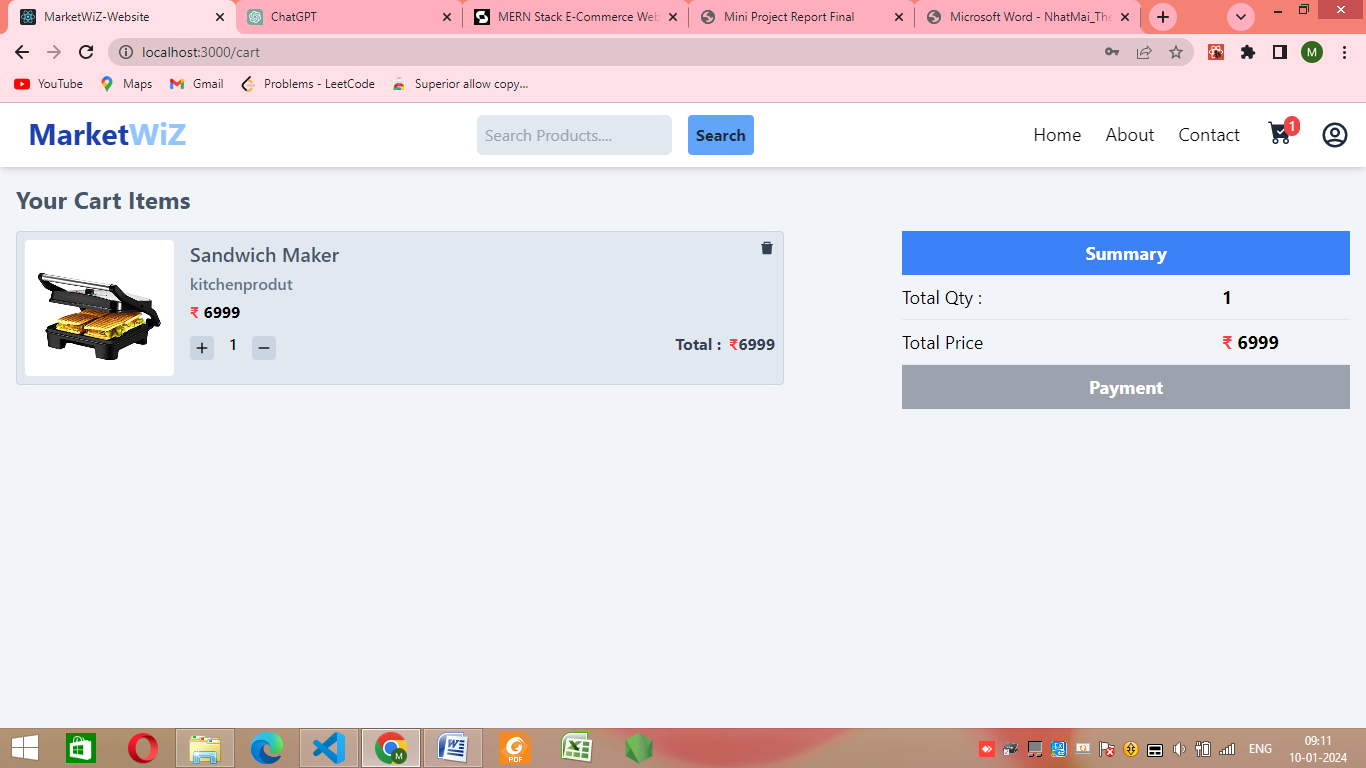 MarketWiZ-Website
ChatGPT
MERN Stack E-Commerce Web
Mini Project Report Final
Microsoft Word - NhatMai_The
localhost:3000/cart
M
YouTube
Maps
Gmail
Problems - LeetCode
Superior allow copy...
MarketWiZ
Search Products....
Search
Home
About
Contact
1
Your Cart Items
Sandwich Maker
kitchenprodut
₹ 6999
+ 1 −
Total : ₹6999
Summary
Total Qty : 1
Total Price ₹ 6999
Payment
M
PDF
ENG
09:11
10-01-2024